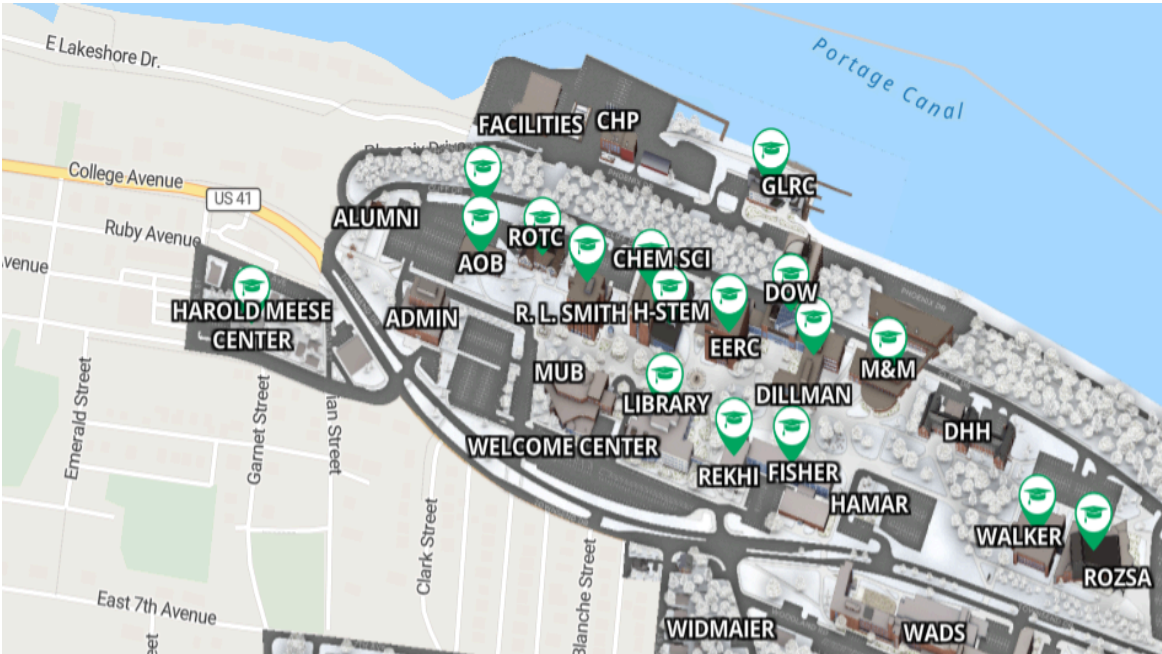 E Lakeshore Dr.
Portage Canal
FACILITIES
CHP
College Avenue
US 41
GLRC
ALUMNI
Ruby Avenue
ROTC
AOB
CHEM SCI
Avenue
DOW
PHOENIX DR
HAROLD MEESE
CENTER
ADMIN
R. L. SMITH
H-STEM
EERC
M&M
MUB
DILLMAN
LIBRARY
Emerald Street
Garnet Street
DHH
WELCOME CENTER
REKHI
FISHER
HAMAR
Clark Street
WALKER
Blanche Street
ROZSA
East 7th Avenue
WIDMAIER
WADS